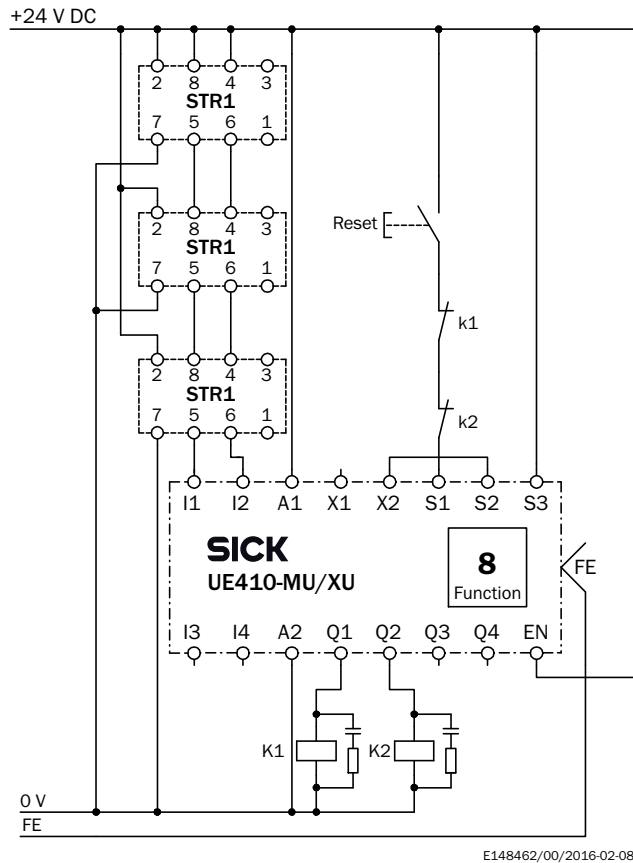 +24 V DC
2 8 4 3
STR1
7 5 6 1
2 8 4 3
STR1
7 5 6 1
Reset
k1
2 8 4 3
STR1
7 5 6 1
k2
I1 I2 A1 X1 X2 S1 S2 S3
SICK
UE410-MU/XU
8
Function
FE
I3 I4 A2 Q1 Q2 Q3 Q4 EN
K1 K2
0 V
FE
E148462/00/2016-02-08